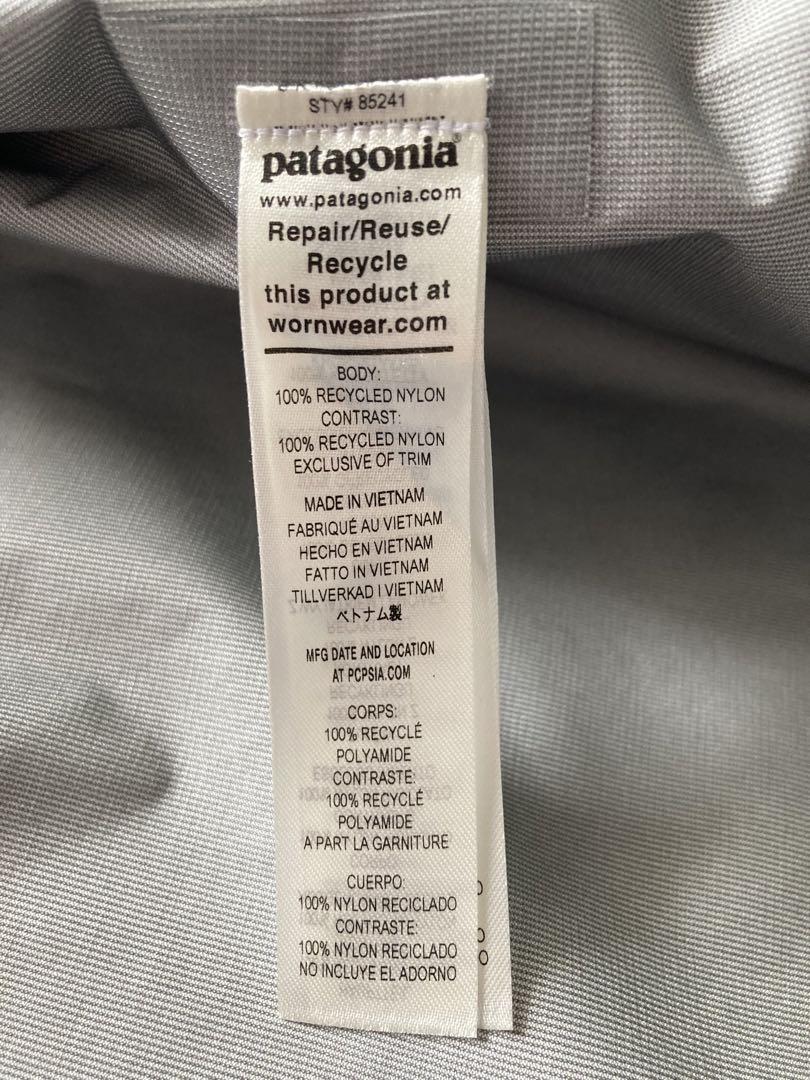 STY# 85241
patagonia®
www.patagonia.com
Repair/Reuse/
Recycle
this product at
wornwear.com
BODY:
100% RECYCLED NYLON
CONTRAST:
100% RECYCLED NYLON
EXCLUSIVE OF TRIM
MADE IN VIETNAM
FABRIQUÉ AU VIETNAM
HECHO EN VIETNAM
FATTO IN VIETNAM
TILLVERKAD I VIETNAM
ベトナム製
MFG DATE AND LOCATION
AT PCPSIA.COM
CORPS:
100% RECYCLÉ
POLYAMIDE
CONTRASTE:
100% RECYCLÉ
POLYAMIDE
A PART LA GARNITURE
CUERPO:
100% NYLON RECICLADO
CONTRASTE:
100% NYLON RECICLADO
NO INCLUYE EL ADORNO